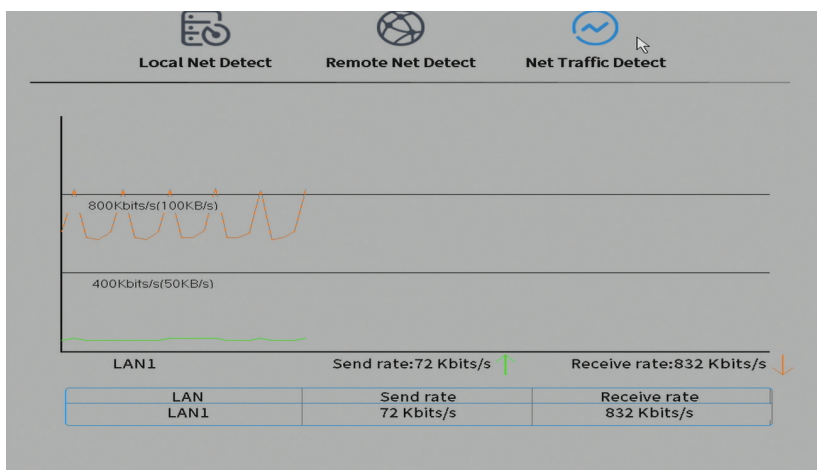 Local Net Detect Remote Net Detect Net Traffic Detect
800Kbits/s(100KB/s)
400Kbits/s(50KB/s)
LAN1 Send rate:72 Kbits/s Receive rate:832 Kbits/s
LAN Send rate Receive rate
LAN1 72 Kbits/s 832 Kbits/s